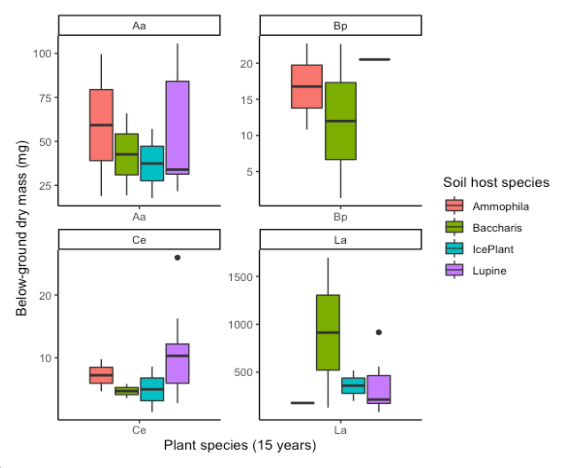 Aa
Bp
100
75
50
25
20
15
10
5
Aa
Bp
Ce
La
20
10
1500
1000
500
Ce
La
Below-ground dry mass (mg)
Plant species (15 years)
Soil host species
Ammophila
Baccharis
IcePlant
Lupine